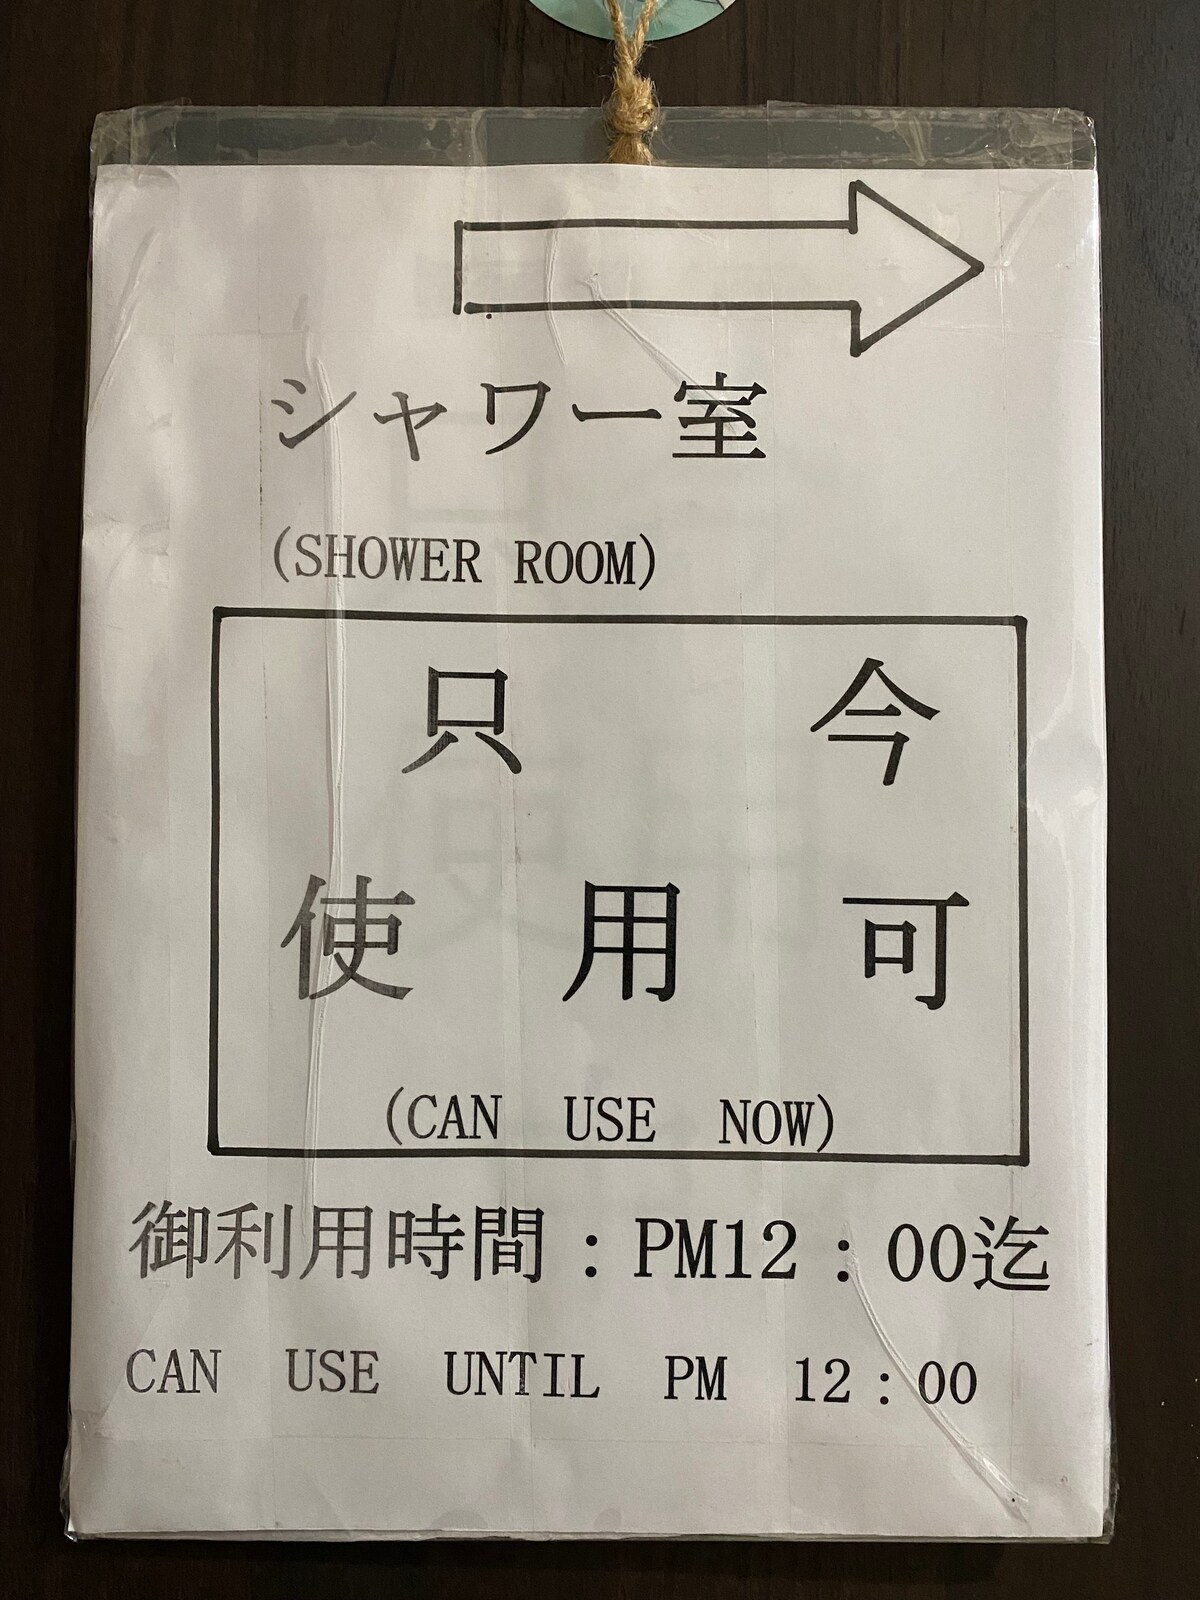 シャワー室
(SHOWER ROOM)
只 今
使 用 可
(CAN USE NOW)
御利用時間：PM12：00迄
CAN USE UNTIL PM 12：00